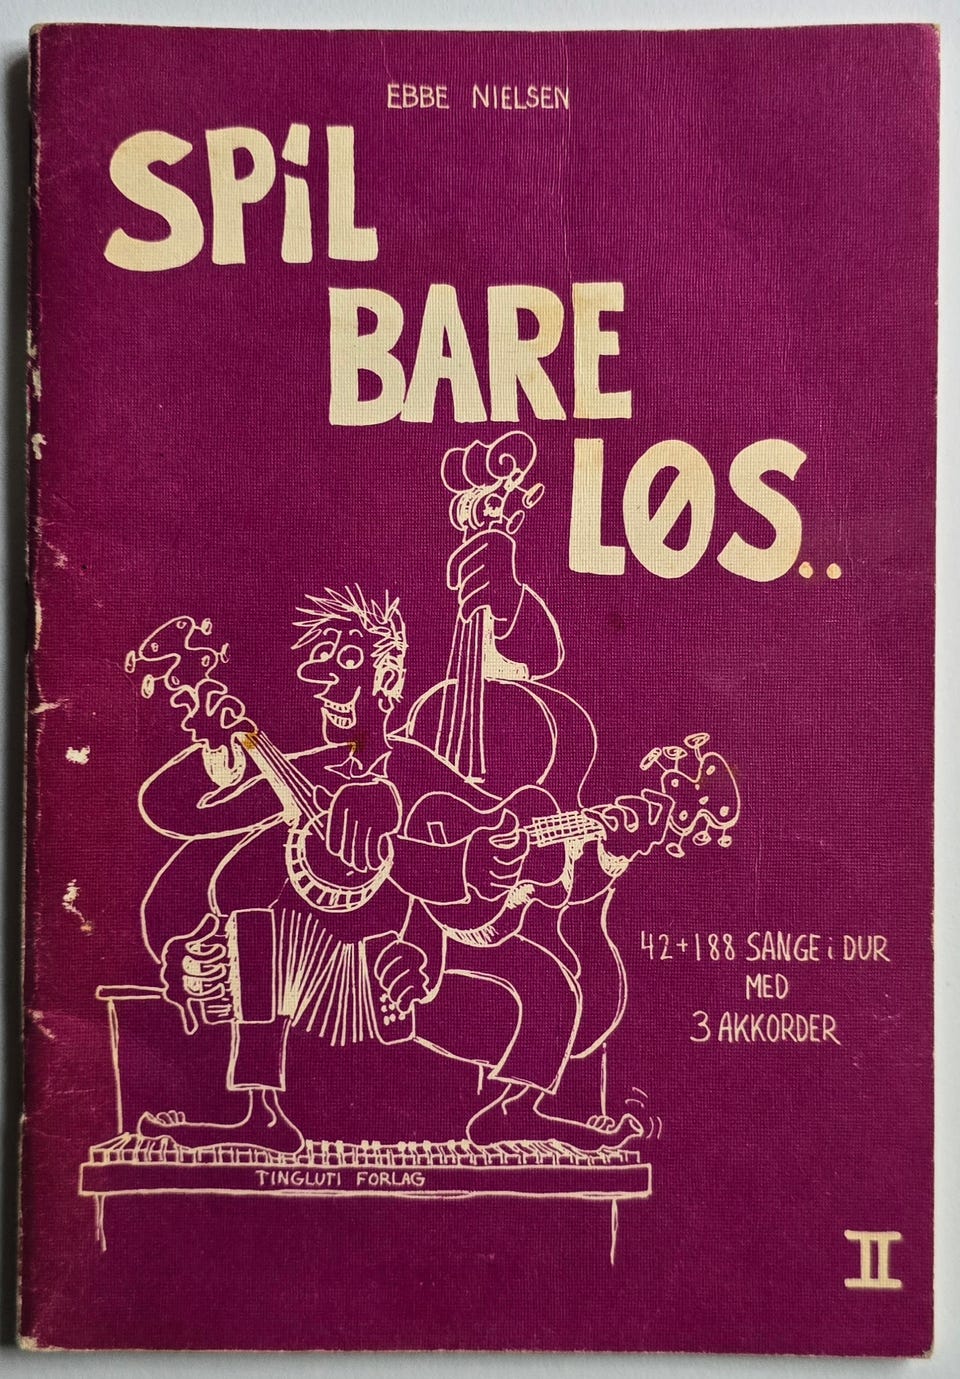 EBBE NIELSEN
SPiL
BARE
LØS..
42+188 SANGE i DUR
MED
3 AKKORDER
TINGLUTI FORLAG
II